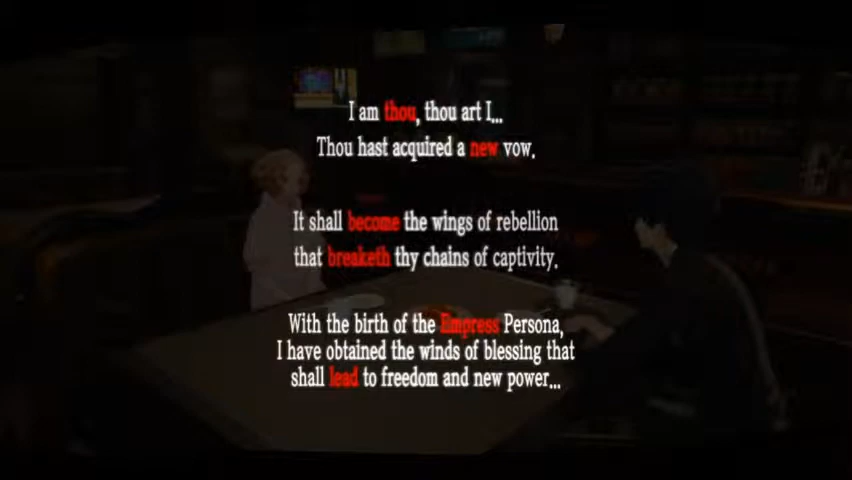 I am thou, thou art I...
Thou hast acquired a new vow.
It shall become the wings of rebellion
that breaketh thy chains of captivity.
With the birth of the Empress Persona,
I have obtained the winds of blessing that
shall lead to freedom and new power...